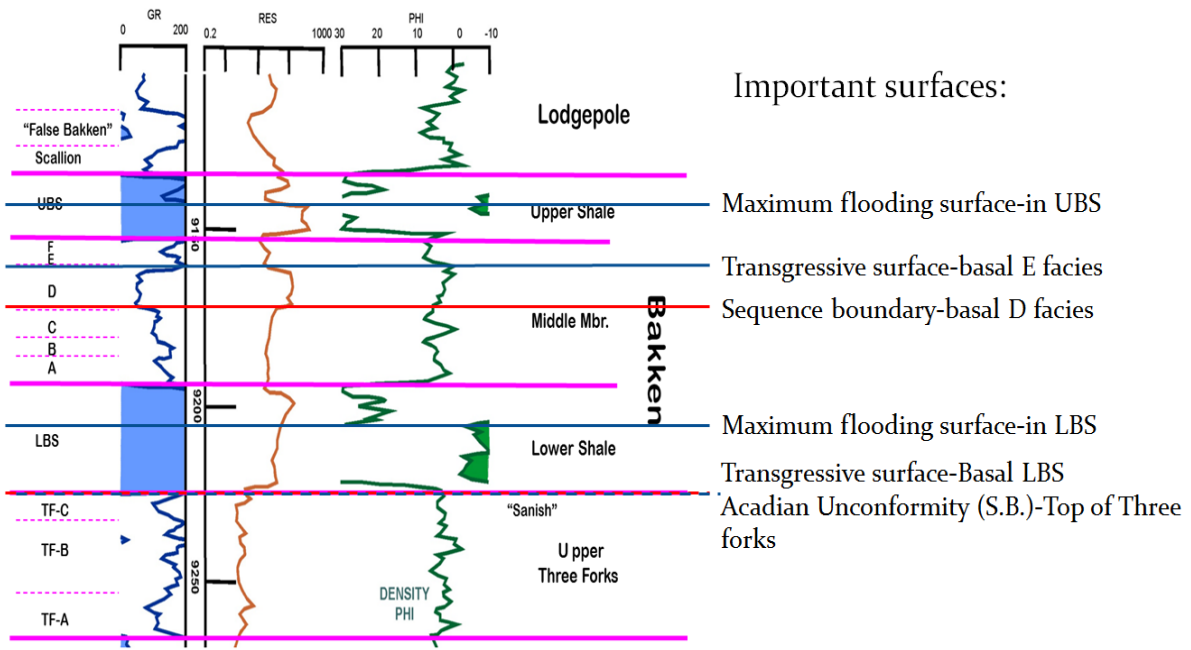 GR
RES
PHI
0 200 0.2 1000 30 20 10 0 -10
Important surfaces:
Lodgepole
"False Bakken"
Scallion
UBS
Upper Shale
Maximum flooding surface-in UBS
9150
F
E
Transgressive surface-basal E facies
D
Sequence boundary-basal D facies
Middle Mbr.
Bakken
C
B
A
9200
Maximum flooding surface-in LBS
LBS
Lower Shale
Transgressive surface-Basal LBS
Acadian Unconformity (S.B.)-Top of Three
forks
TF-C
"Sanish"
TF-B
Upper
Three Forks
9250
DENSITY
PHI
TF-A